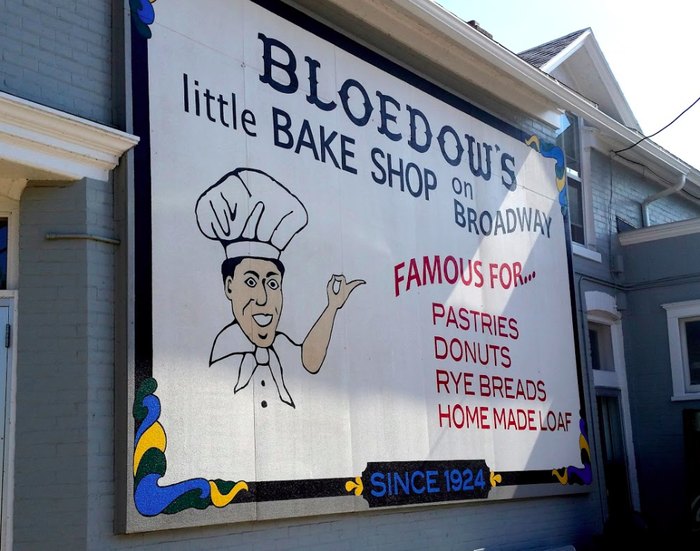 BLOEDOW'S
little BAKE SHOP on BROADWAY
FAMOUS FOR...
PASTRIES
DONUTS
RYE BREADS
HOME MADE LOAF
SINCE 1924